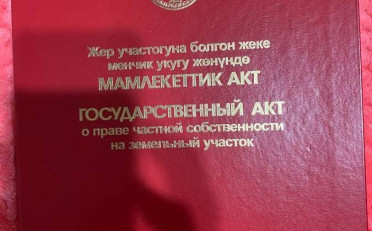 Жер участогуна болгон жеке
менчик укугу жөнүндө
МАМЛЕКЕТТИК АКТ
ГОСУДАРСТВЕННЫЙ АКТ
о праве частной собственности
на земельный участок